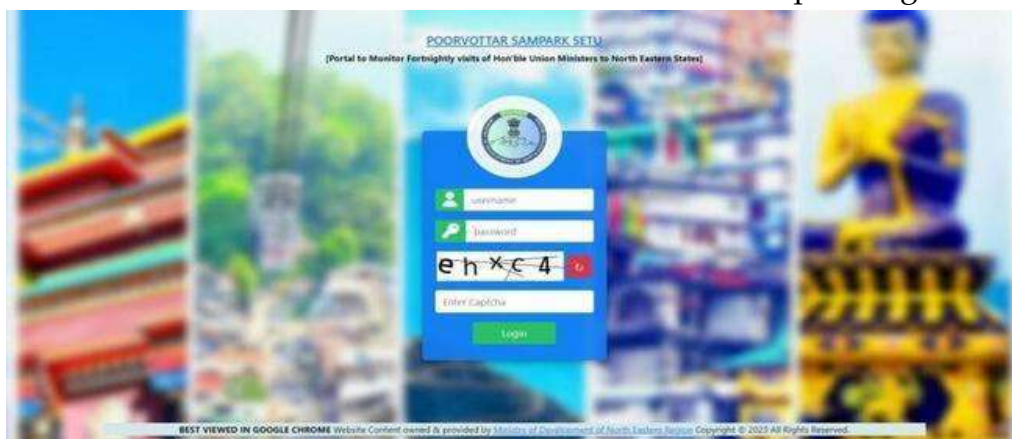 POORVOTTAR SAMPARK SETU
[Portal to Monitor Fortnightly visits of Hon'ble Union Ministers to North Eastern States]
username
password
ehxc4
Enter Captcha
Login
BEST VIEWED IN GOOGLE CHROME Website Content owned & provided by Ministry of Development of North Eastern Region Copyright © 2023 All Rights Reserved.